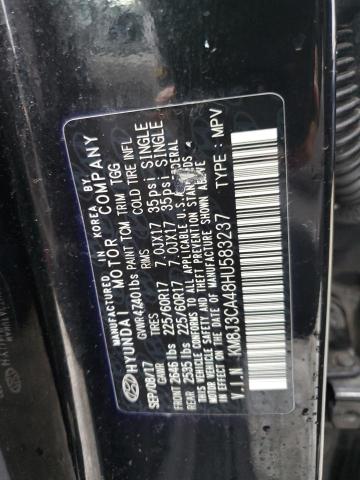 MANUFACTURED IN KOREA BY
HYUNDAI MOTOR COMPANY
SEP/08/17 GVWR 4740lbs PAINT TOM TRIM TGG
GAWR TIRES RIMS COLD TIRE INFL
FRONT 2646 lbs 225/60R17 7.0JX17 35psi SINGLE
REAR 2535 lbs 225/60R17 7.0JX17 35psi SINGLE
THIS VEHICLE CONFORMS TO ALL APPLICABLE U.S. FEDERAL
VEHICLE SAFETY AND THEFT PREVENTION STANDARDS
IN EFFECT ON THE DATE OF MANUFACTURE SHOWN ABOVE
V.I.N : KM8J3CA48HU583237 TYPE : MPV